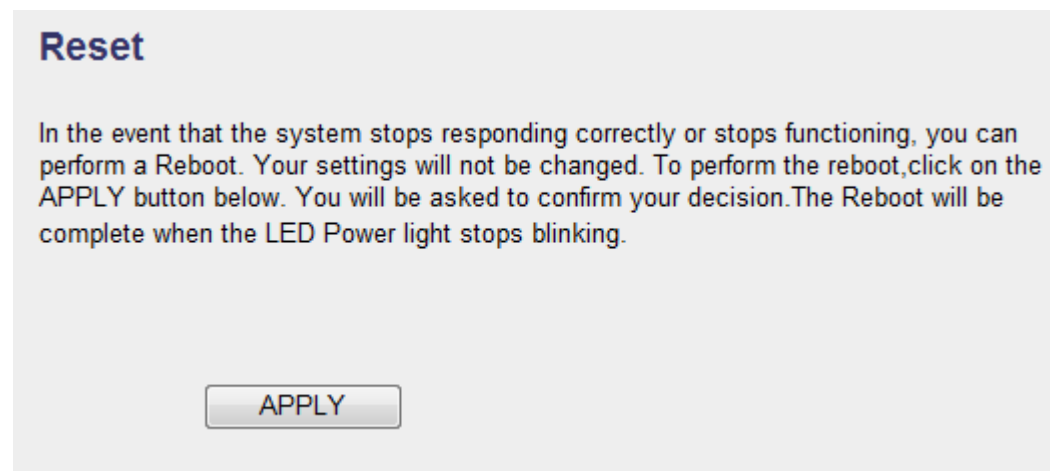 Reset
In the event that the system stops responding correctly or stops functioning, you can
perform a Reboot. Your settings will not be changed. To perform the reboot,click on the
APPLY button below. You will be asked to confirm your decision.The Reboot will be
complete when the LED Power light stops blinking.
APPLY